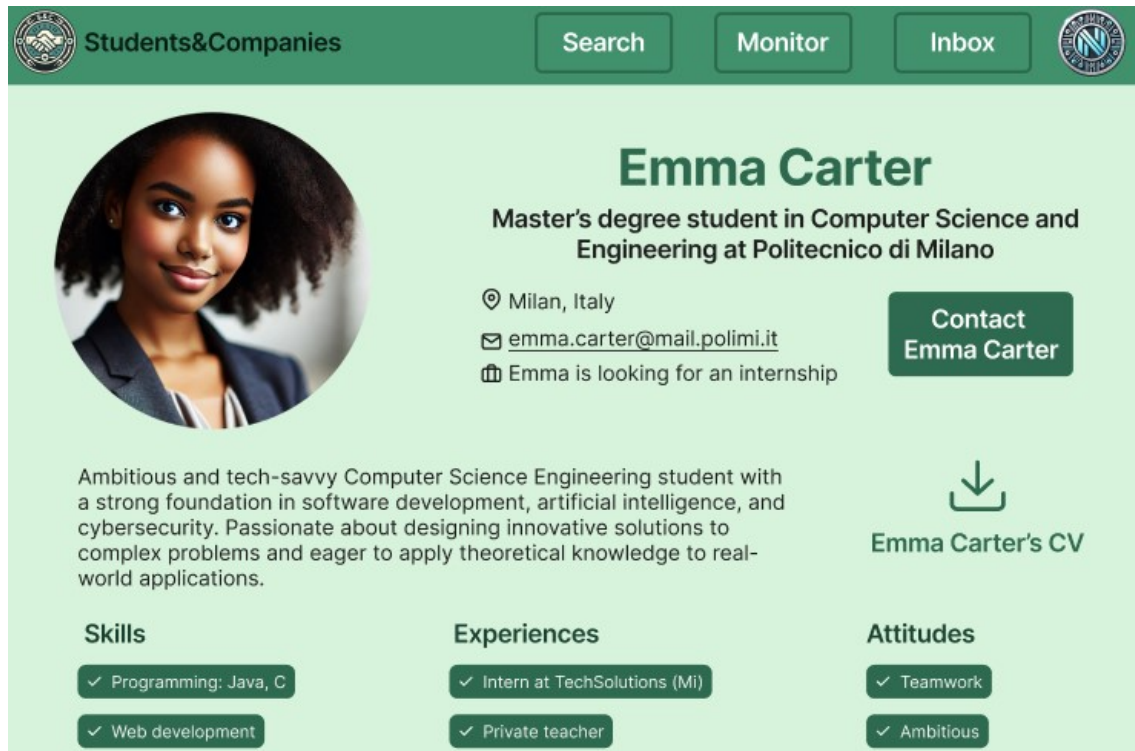 Students&Companies
Search
Monitor
Inbox
Emma Carter
Master's degree student in Computer Science and
Engineering at Politecnico di Milano
Milan, Italy
emma.carter@mail.polimi.it
Emma is looking for an internship
Contact
Emma Carter
Ambitious and tech-savvy Computer Science Engineering student with
a strong foundation in software development, artificial intelligence, and
cybersecurity. Passionate about designing innovative solutions to
complex problems and eager to apply theoretical knowledge to real-
world applications.
Emma Carter's CV
Skills
Programming: Java, C
Web development
Experiences
Intern at TechSolutions (Mi)
Private teacher
Attitudes
Teamwork
Ambitious